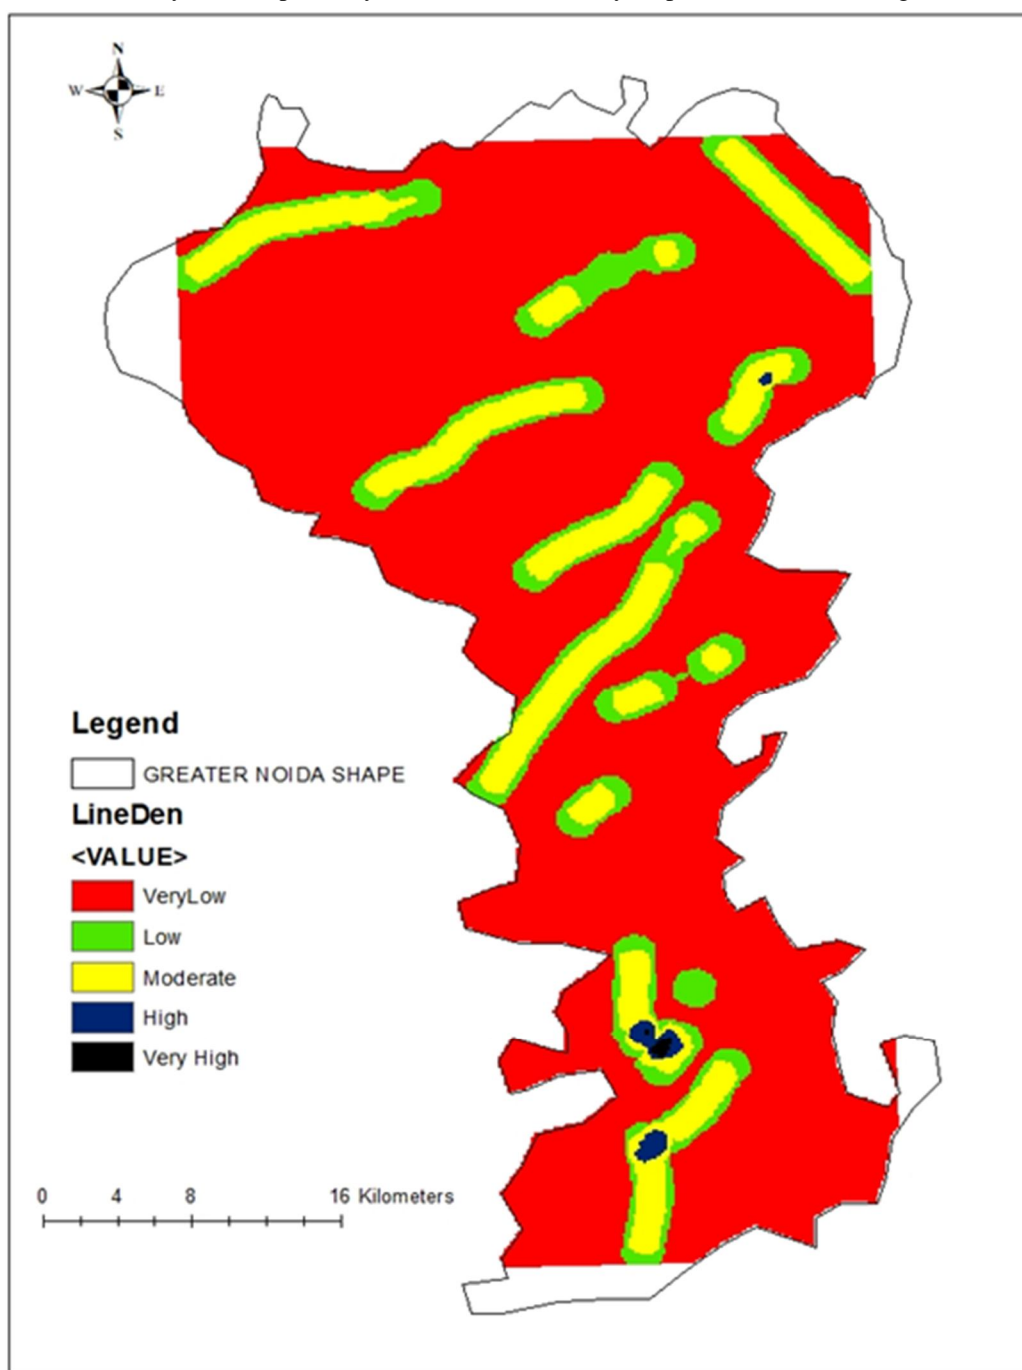 N
W E
S
Legend
GREATER NOIDA SHAPE
LineDen
<VALUE>
VeryLow
Low
Moderate
High
Very High
0 4 8 16 Kilometers